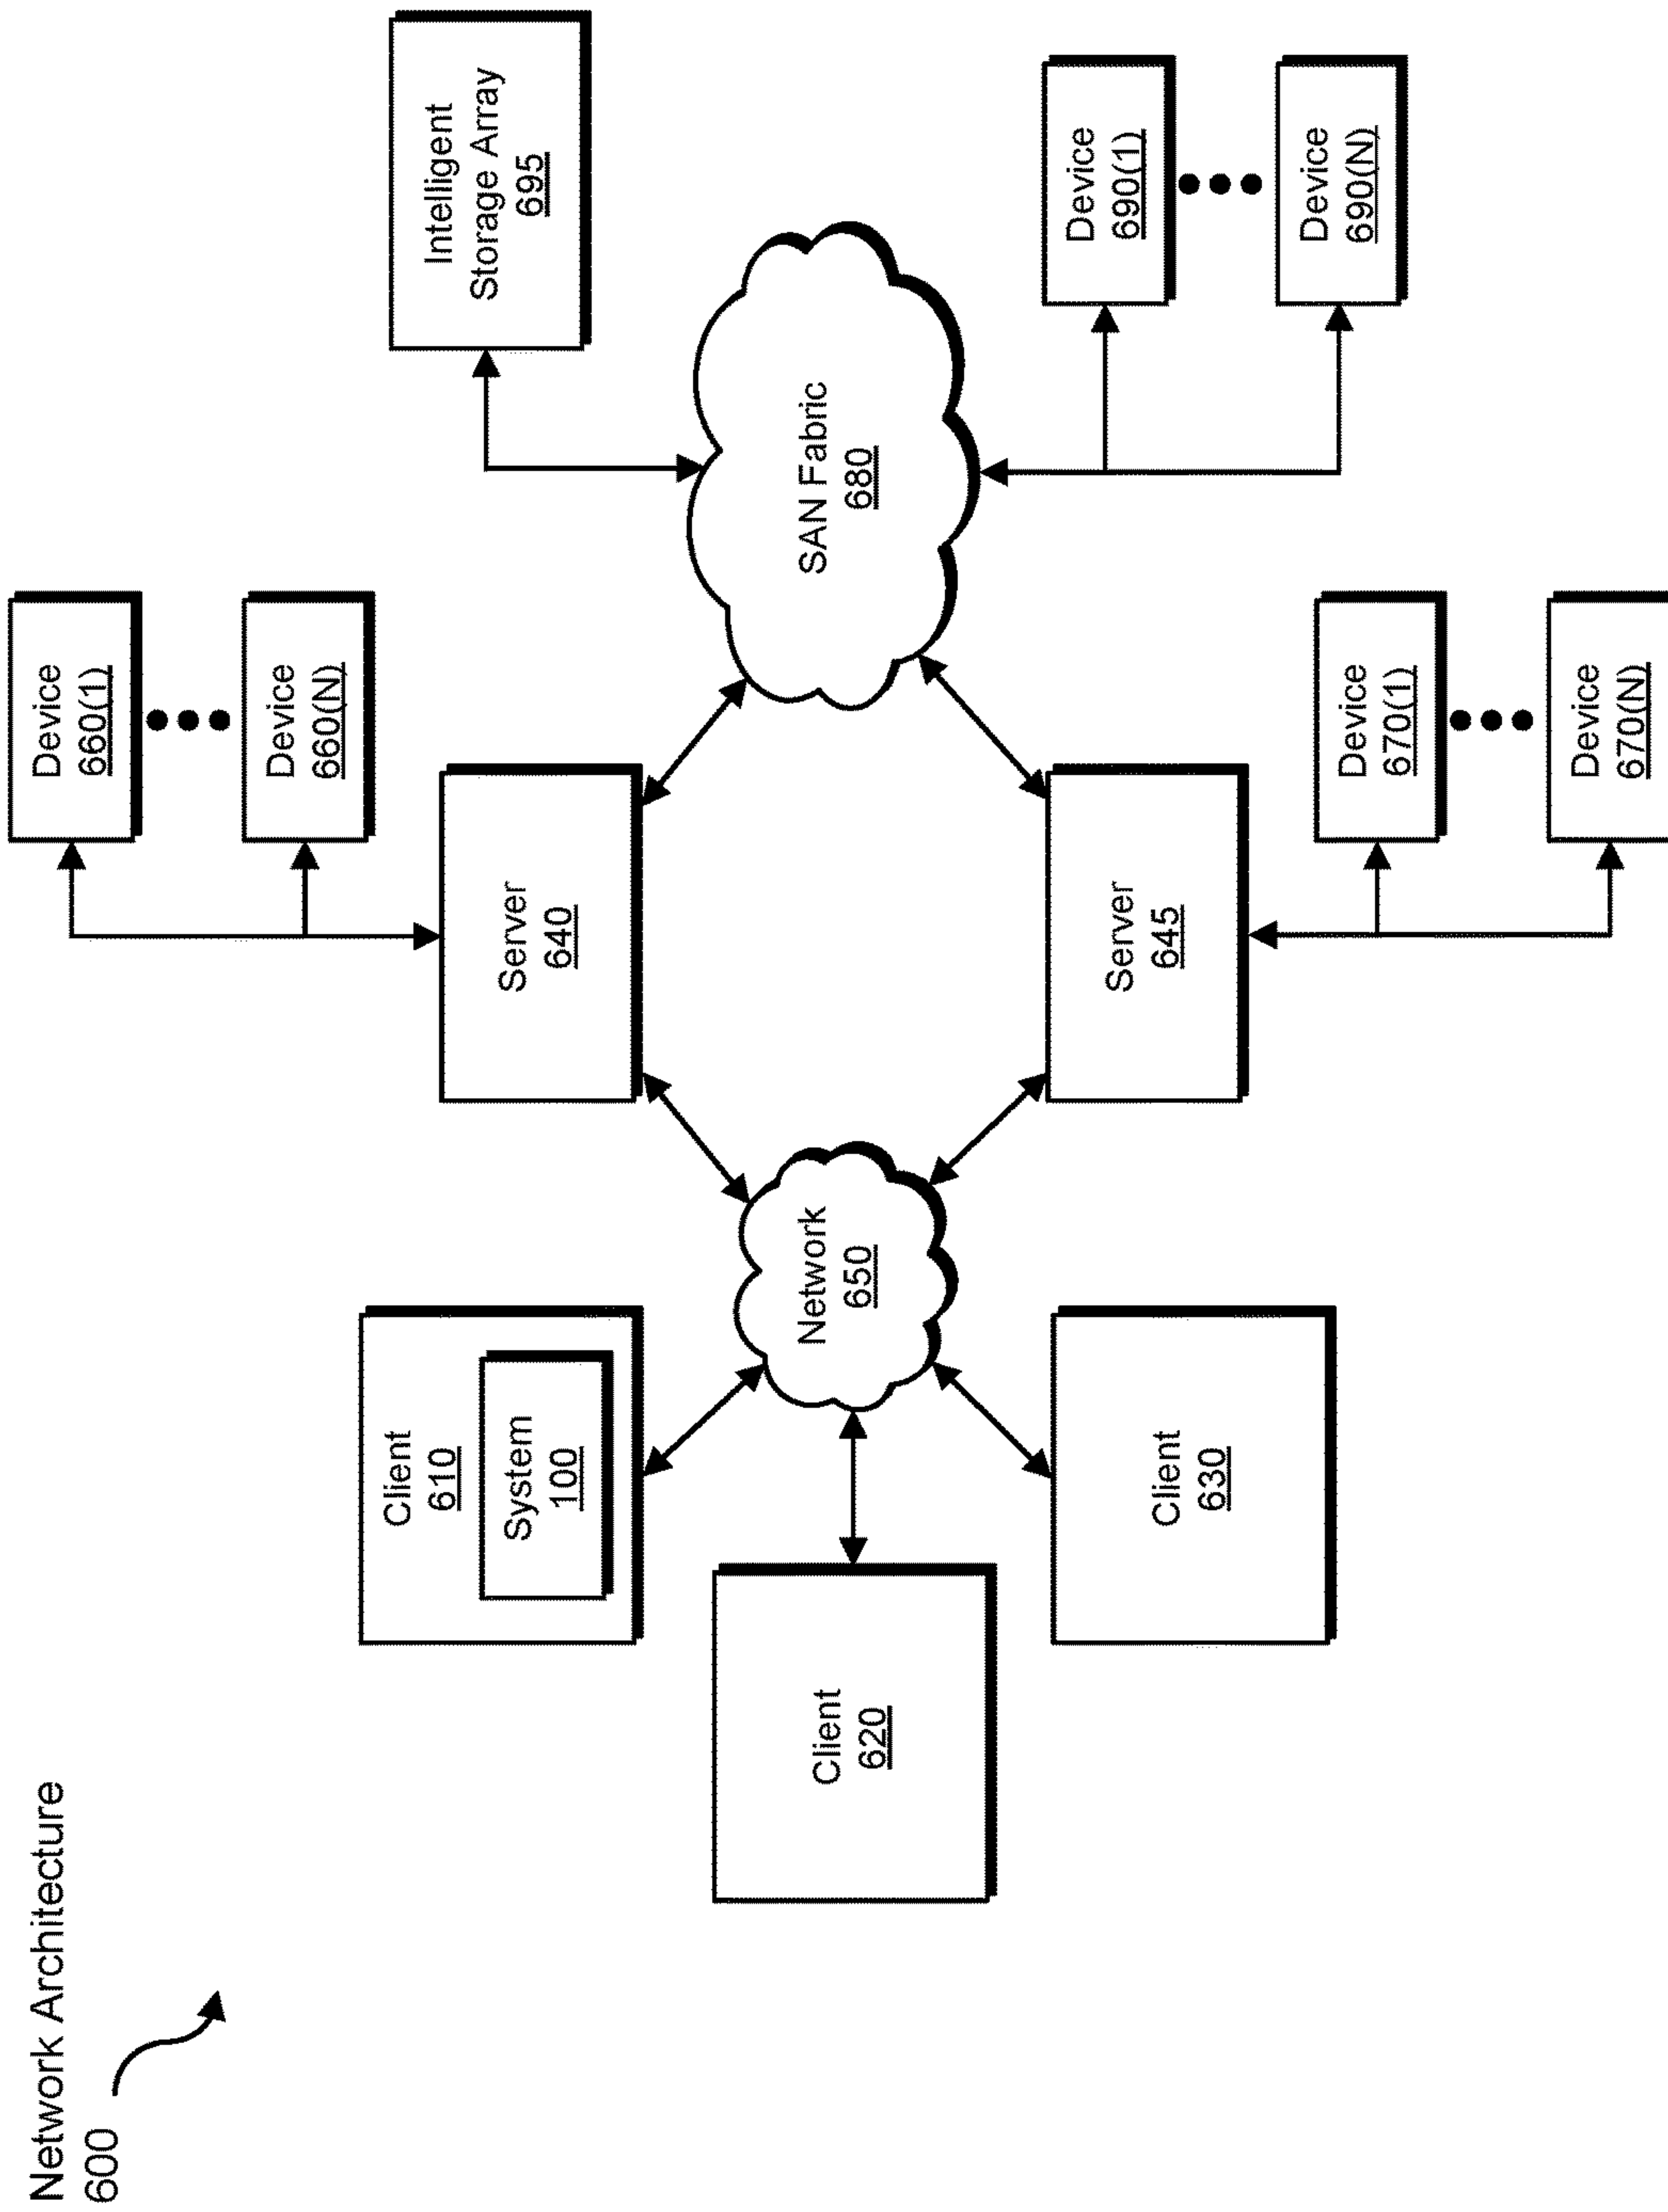 Network Architecture
600
Client
610
System
100
Client
620
Client
630
Network
650
Server
640
Server
645
Device
660(1)
Device
660(N)
Device
670(1)
Device
670(N)
SAN Fabric
680
Intelligent
Storage Array
695
Device
690(1)
Device
690(N)